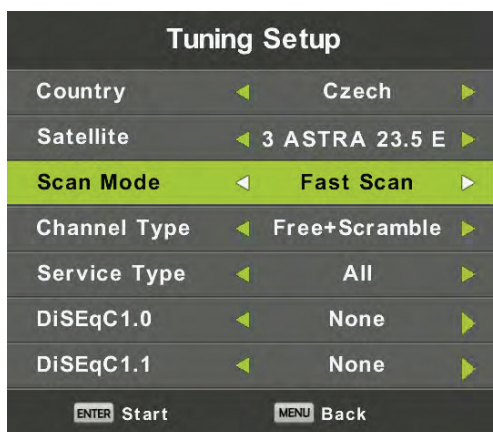 Tuning Setup
Country Czech
Satellite 3 ASTRA 23.5 E
Scan Mode Fast Scan
Channel Type Free+Scramble
Service Type All
DiSEqC1.0 None
DiSEqC1.1 None
ENTER Start MENU Back